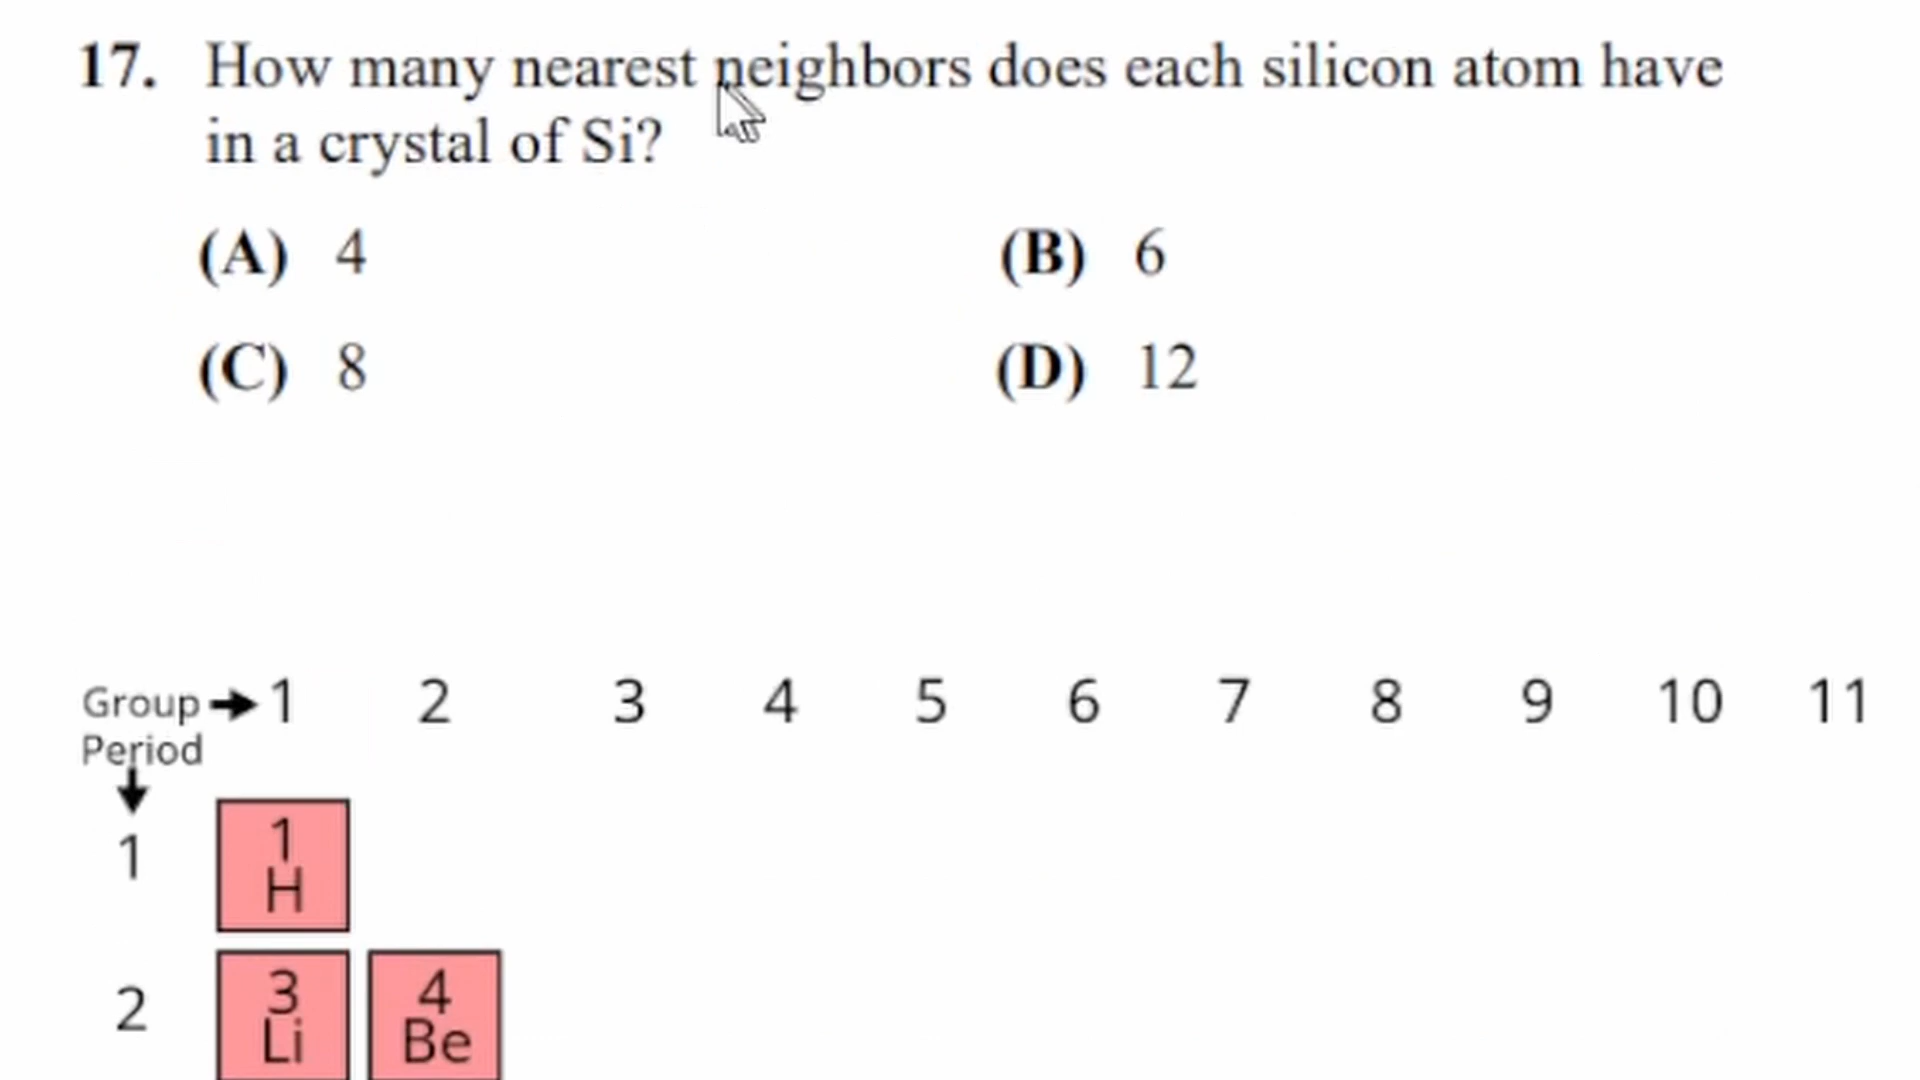 17. How many nearest neighbors does each silicon atom have
in a crystal of Si?
(A) 4 (B) 6
(C) 8 (D) 12
Group 1 2 3 4 5 6 7 8 9 10 11
Period
1 1
H
2 3 4
Li Be